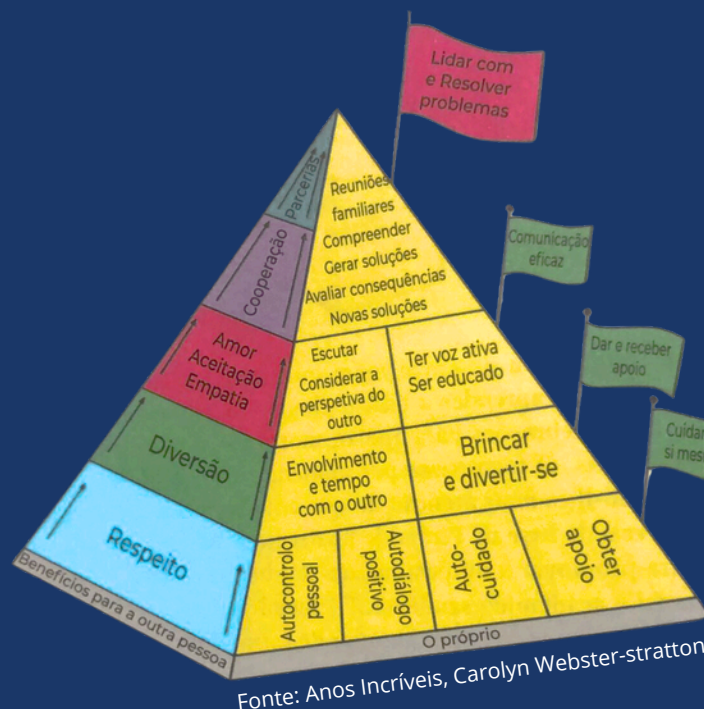 Lidar com
e Resolver
problemas
Parcerias
Reuniões
familiares
Compreender
Gerar soluções
Avaliar consequências
Novas soluções
Cooperação
Comunicação
eficaz
Amor
Aceitação
Empatia
Escutar
Considerar a
perspetiva do
outro
Ter voz ativa
Ser educado
Dar e receber
apoio
Diversão
Envolvimento
e tempo
com o outro
Brincar
e divertir-se
si
Respeito
Autocontrolo
pessoal
Autodiálogo
positivo
Auto-
cuidado
Obter
apoio
Benefícios para a outra pessoa
O próprio
Fonte: Anos Incríveis, Carolyn Webster-stratton